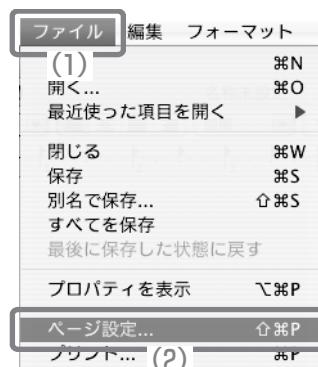 ファイル 編集 フォーマット
(1)
⌘N
開く... ⌘O
最近使った項目を開く ▶
閉じる ⌘W
保存 ⌘S
別名で保存... ⇧⌘S
すべてを保存
最後に保存した状態に戻す
プロパティを表示 ⌥⌘P
ページ設定... ⇧⌘P
プリント... ⌘P
(2)